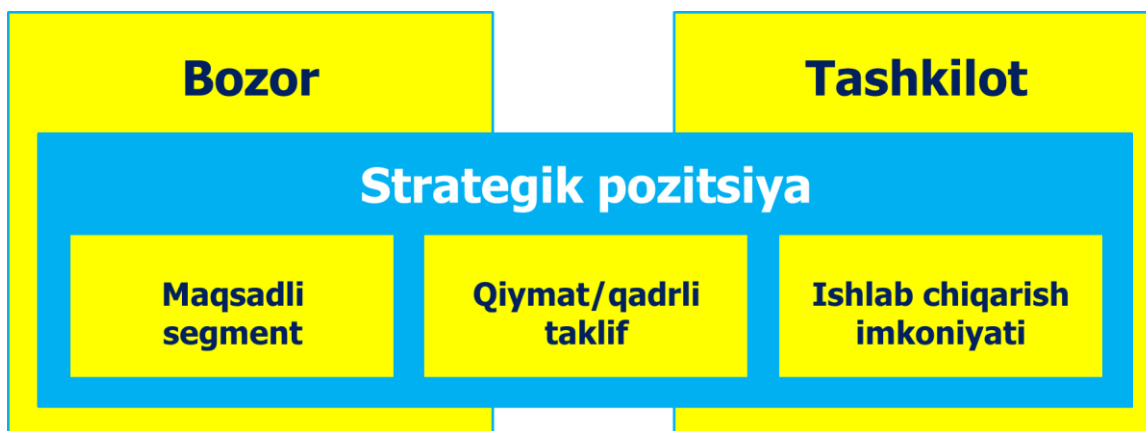 Bozor
Tashkilot
Strategik pozitsiya
Maqsadli
segment
Qiymat/qadrli
taklif
Ishlab chiqarish
imkoniyati